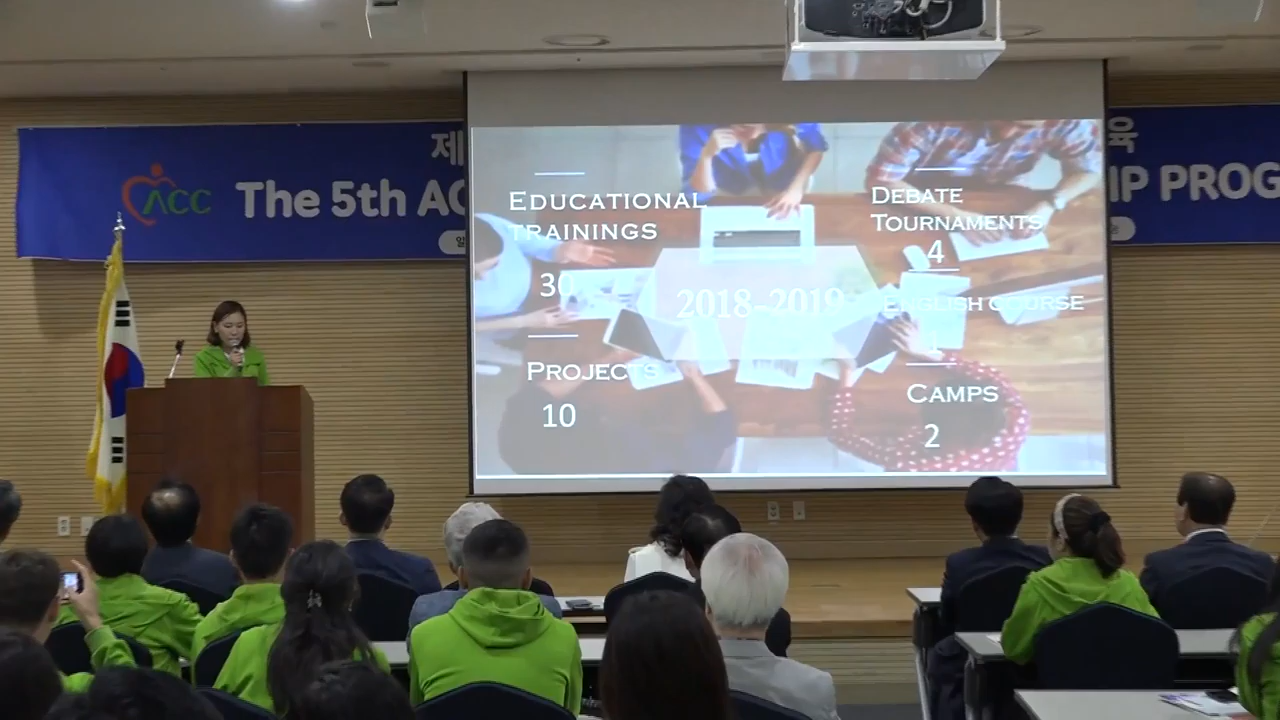 제
육
ACC
The 5th AC
IP PROG
EDUCATIONAL
TRAININGS
30
PROJECTS
10
2018-2019
DEBATE
TOURNAMENTS
4
ENGLISH COURSE
CAMPS
2